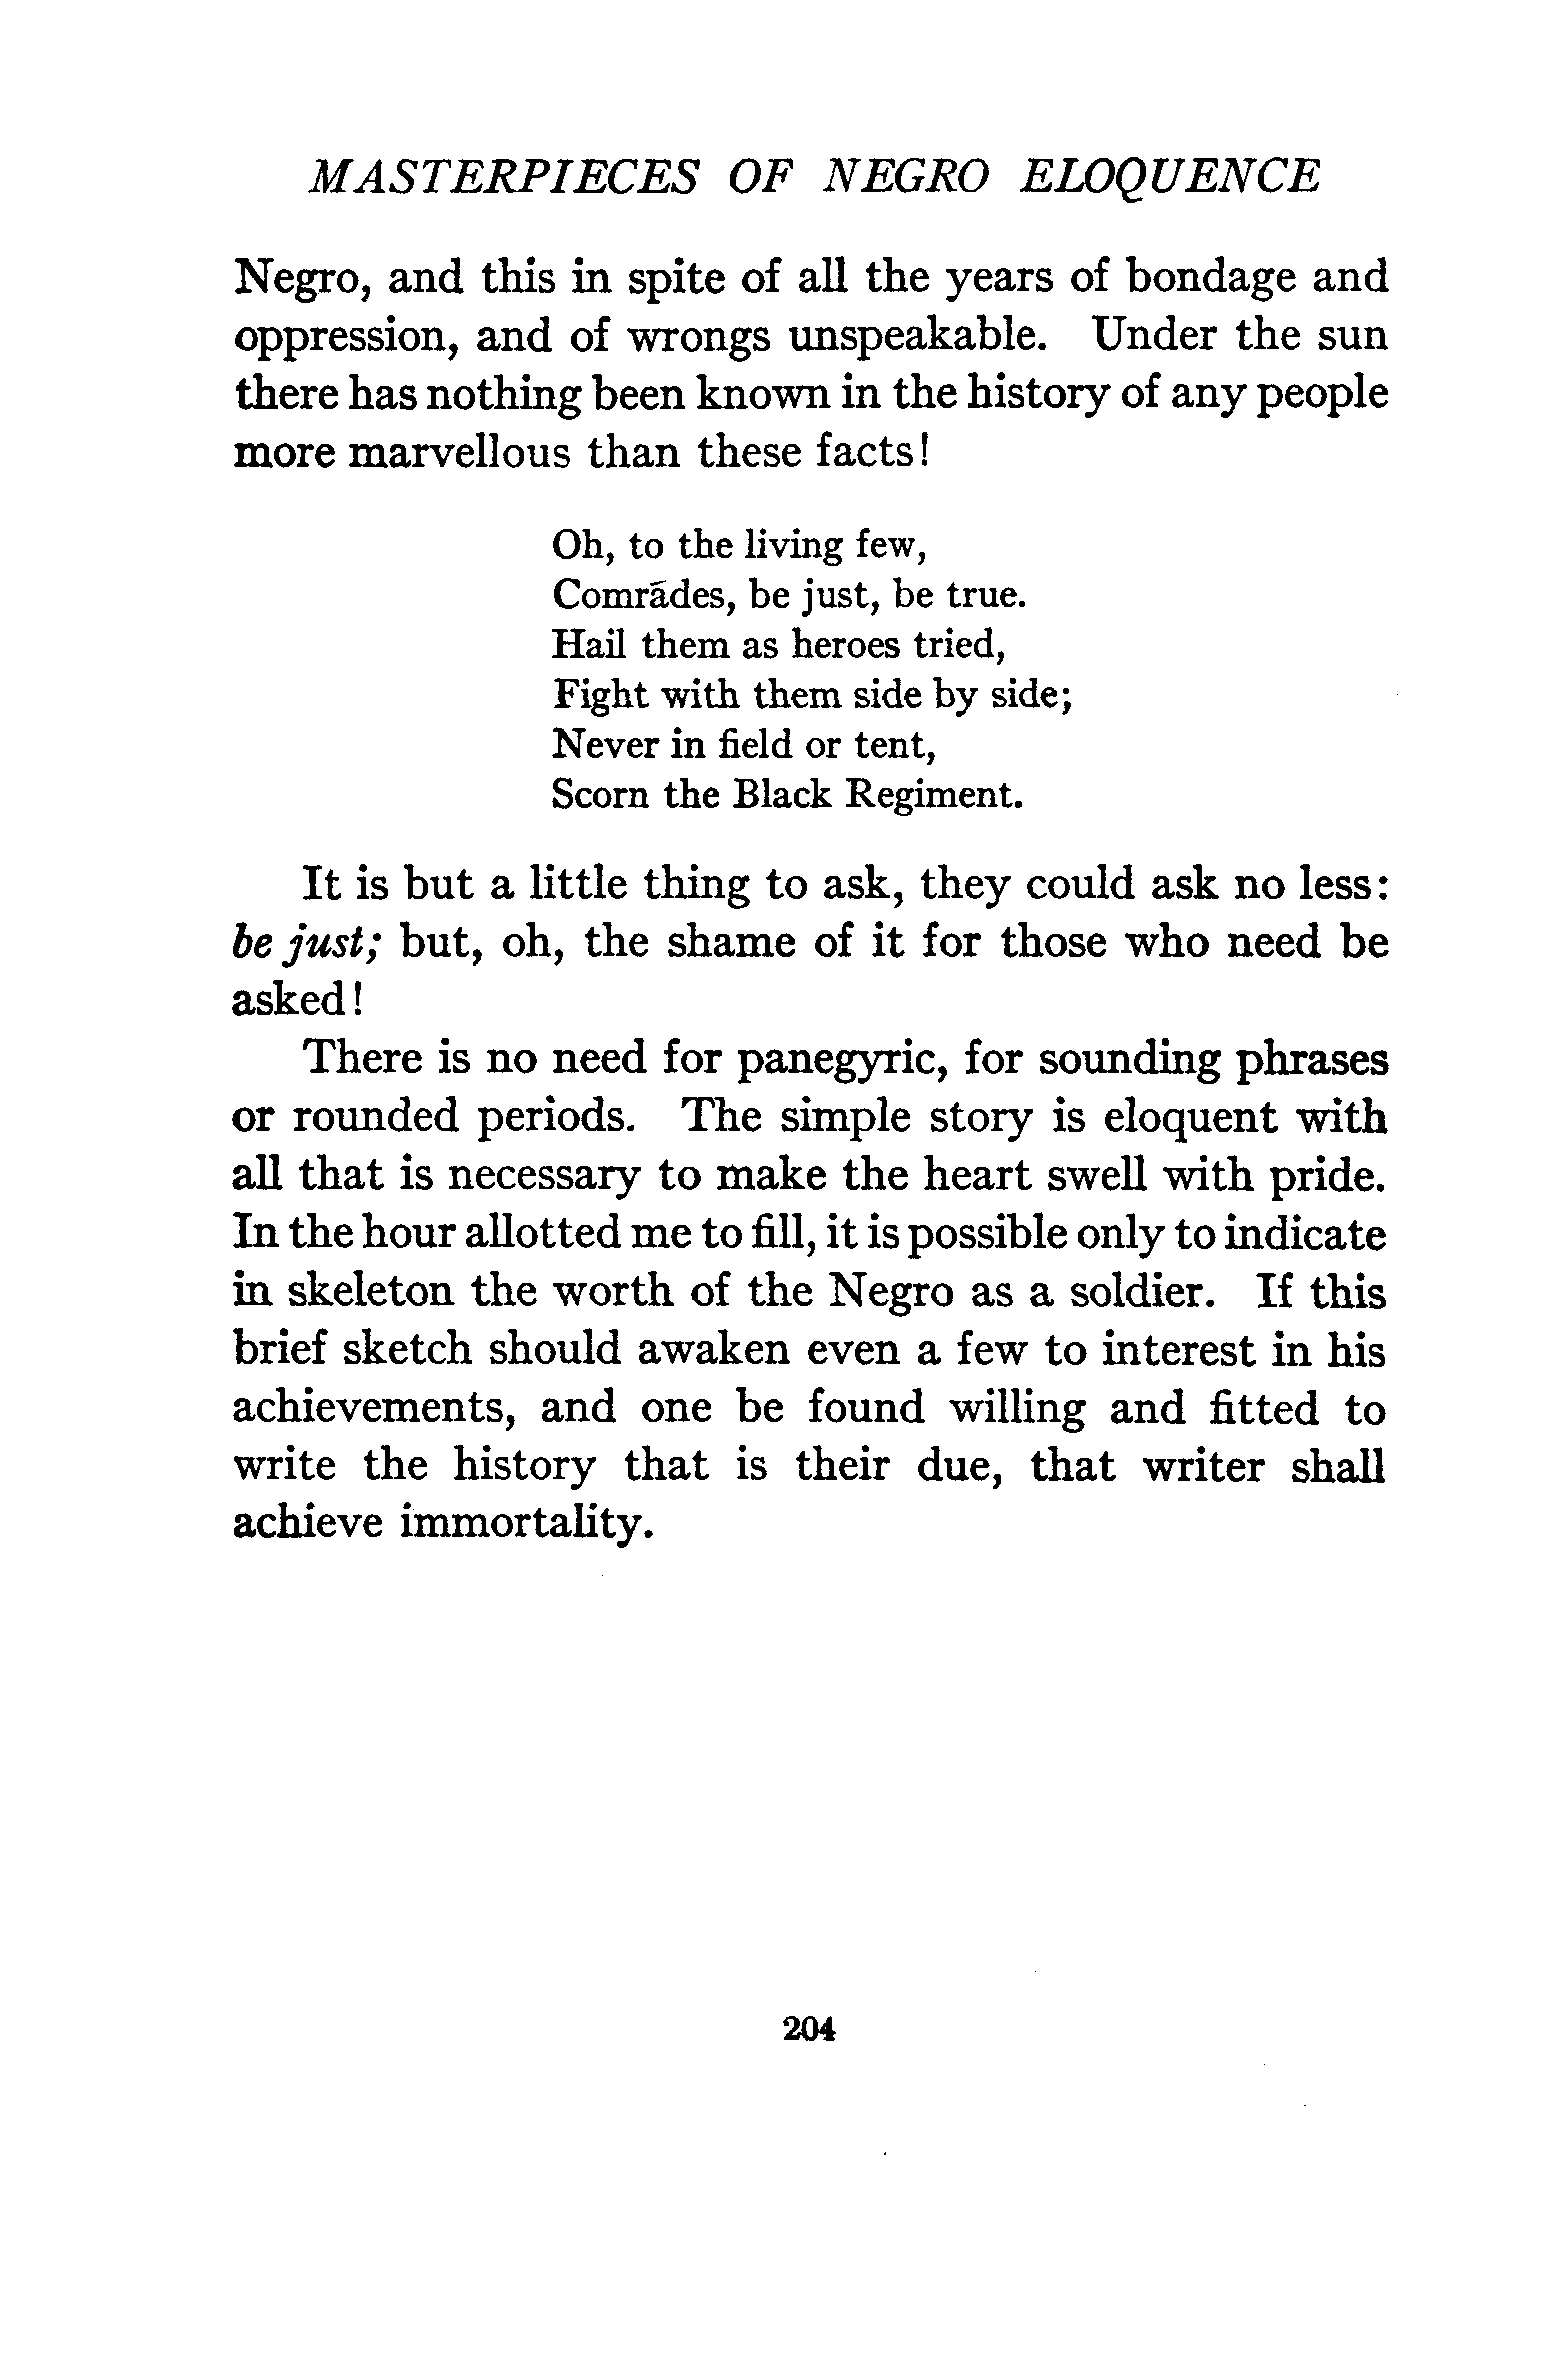 MASTERPIECES OF NEGRO ELOQUENCE
Negro, and this in spite of all the years of bondage and
oppression, and of wrongs unspeakable. Under the sun
there has nothing been known in the history of any people
more marvellous than these facts!
Oh, to the living few,
Comrādes, be just, be true.
Hail them as heroes tried,
Fight with them side by side;
Never in field or tent,
Scorn the Black Regiment.
It is but a little thing to ask, they could ask no less:
be just; but, oh, the shame of it for those who need be
asked!
There is no need for panegyric, for sounding phrases
or rounded periods. The simple story is eloquent with
all that is necessary to make the heart swell with pride.
In the hour allotted me to fill, it is possible only to indicate
in skeleton the worth of the Negro as a soldier. If this
brief sketch should awaken even a few to interest in his
achievements, and one be found willing and fitted to
write the history that is their due, that writer shall
achieve immortality.
204